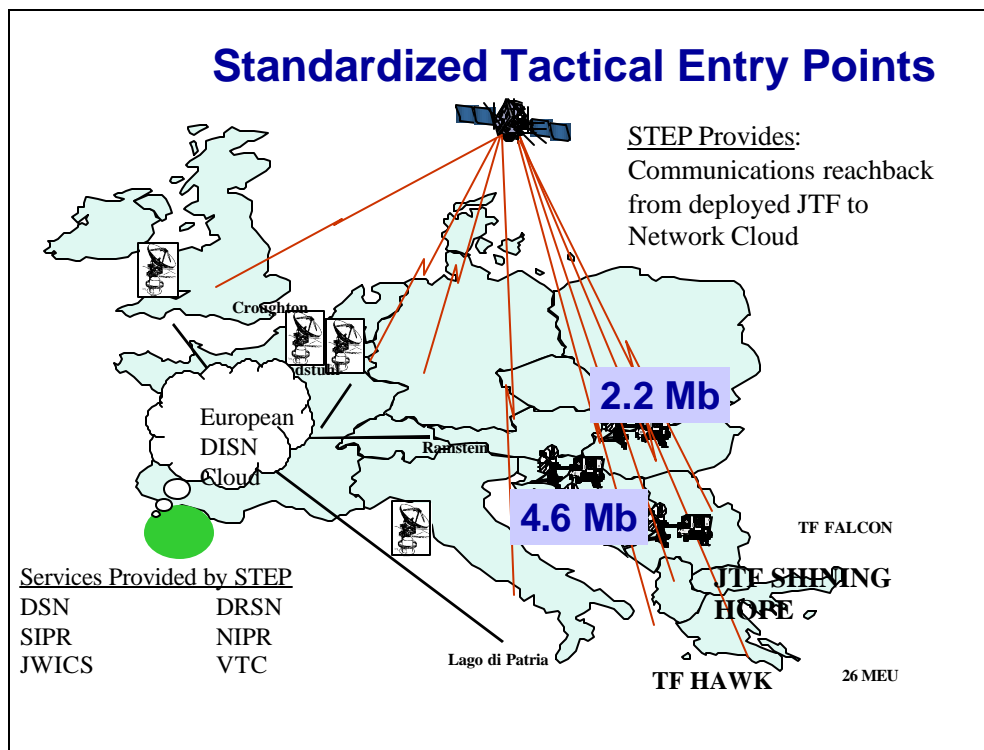 Standardized Tactical Entry Points
STEP Provides:
Communications reachback
from deployed JTF to
Network Cloud
Croughton
dstuhl
2.2 Mb
European
DISN
Cloud
Ramstein
4.6 Mb
TF FALCON
Services Provided by STEP
DSN DRSN
SIPR NIPR
JWICS VTC
JTF SHINING
HOPE
Lago di Patria
TF HAWK
26 MEU